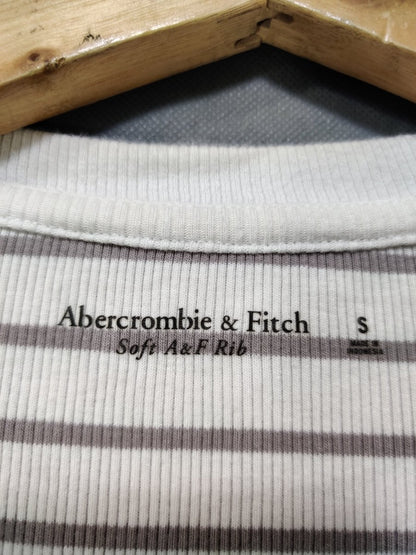 Abercrombie & Fitch
Soft A&F Rib
S
MADE IN
INDONESIA